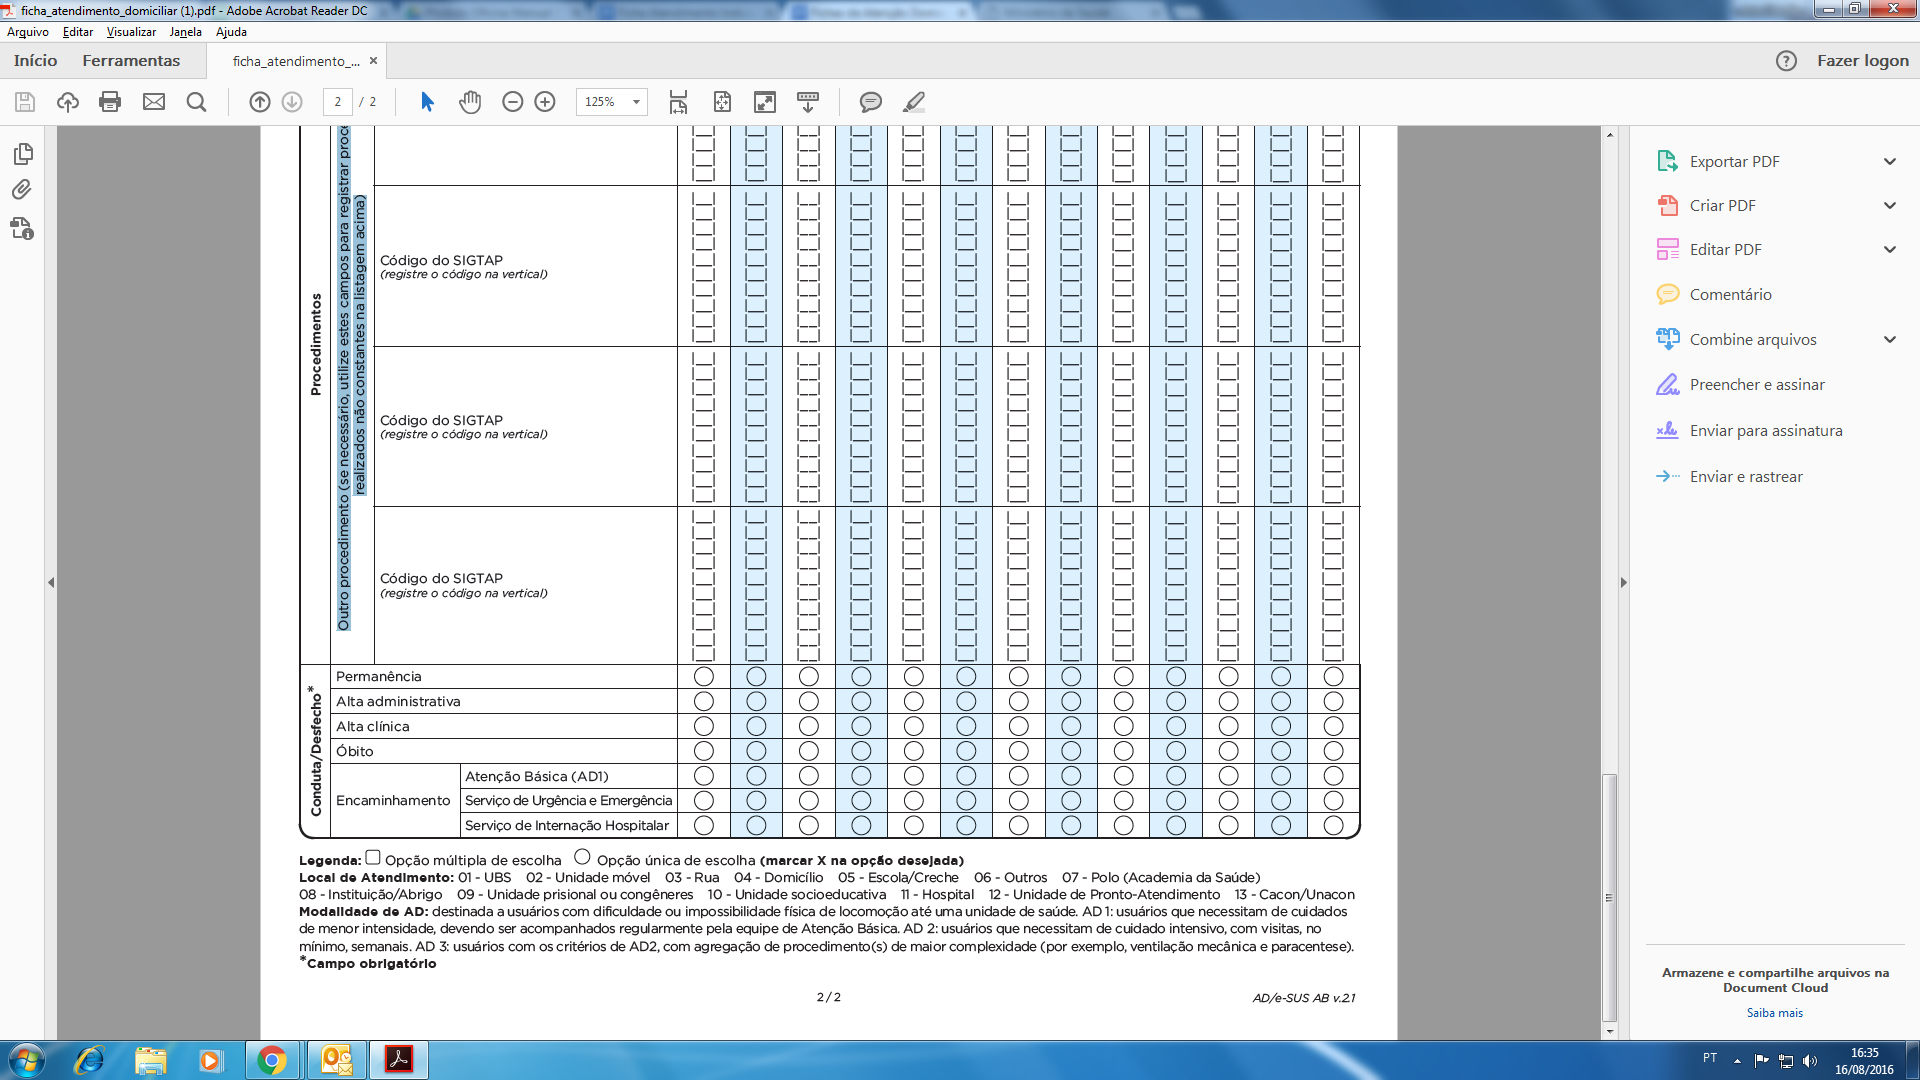 ficha_atendimento_domiciliar (1).pdf - Adobe Acrobat Reader DC
Arquivo Editar Visualizar Janela Ajuda
Início Ferramentas ficha_atendimento_... × Fazer logon
2 / 2 125%
Exportar PDF
Criar PDF
Editar PDF
Comentário
Combine arquivos
Preencher e assinar
Enviar para assinatura
Enviar e rastrear
Armazene e compartilhe arquivos na
Document Cloud
Saiba mais
Procedimentos
Outro procedimento (se necessário, utilize estes campos para registrar proce
realizados não constantes na listagem acima)
Código do SIGTAP
(registre o código na vertical)
Código do SIGTAP
(registre o código na vertical)
Código do SIGTAP
(registre o código na vertical)
Conduta/Desfecho*
Permanência
Alta administrativa
Alta clínica
Óbito
Encaminhamento
Atenção Básica (AD1)
Serviço de Urgência e Emergência
Serviço de Internação Hospitalar
Legenda: Opção múltipla de escolha Opção única de escolha (marcar X na opção desejada)
Local de Atendimento: 01 - UBS 02 - Unidade móvel 03 - Rua 04 - Domicílio 05 - Escola/Creche 06 - Outros 07 - Polo (Academia da Saúde)
08 - Instituição/Abrigo 09 - Unidade prisional ou congêneres 10 - Unidade socioeducativa 11 - Hospital 12 - Unidade de Pronto-Atendimento 13 - Cacon/Unacon
Modalidade de AD: destinada a usuários com dificuldade ou impossibilidade física de locomoção até uma unidade de saúde. AD 1: usuários que necessitam de cuidados
de menor intensidade, devendo ser acompanhados regularmente pela equipe de Atenção Básica. AD 2: usuários que necessitam de cuidado intensivo, com visitas, no
mínimo, semanais. AD 3: usuários com os critérios de AD2, com agregação de procedimento(s) de maior complexidade (por exemplo, ventilação mecânica e paracentese).
*Campo obrigatório
2 / 2 AD/e-SUS AB v.2.1
PT 16:35
16/08/2016